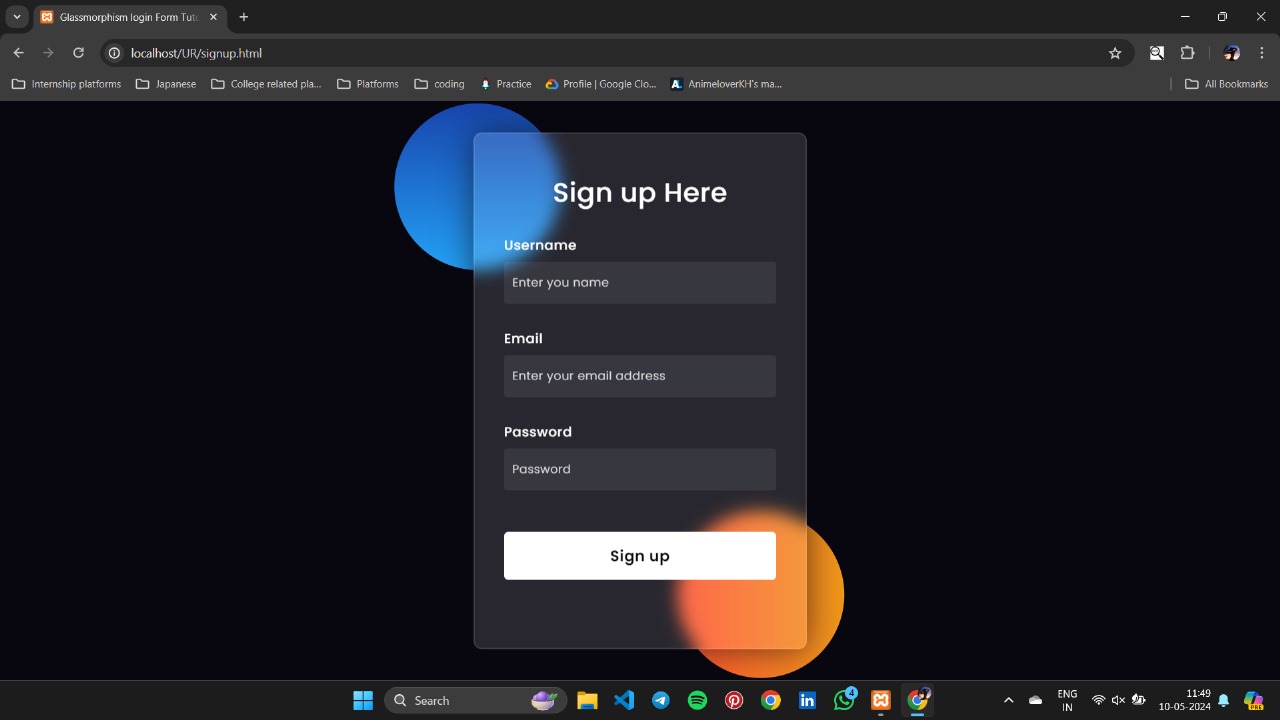 Glassmorphism login Form Tuto
localhost/UR/signup.html
Internship platforms Japanese College related pla... Platforms coding Practice Profile | Google Clo... AnimeloverKH's ma... All Bookmarks
Sign up Here
Username
Enter you name
Email
Enter your email address
Password
Password
Sign up
Search
4
ENG
IN
11:49
10-05-2024
PRE